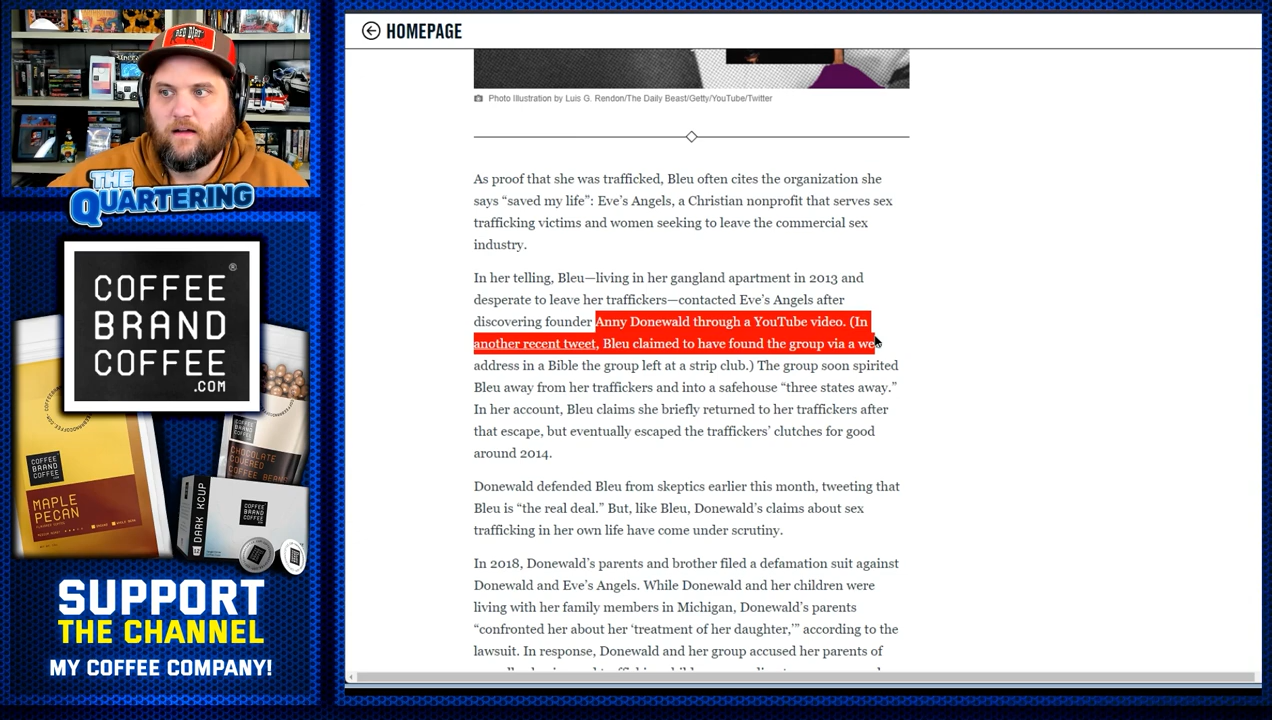 RED DIRT
THE
QUARTERING
COFFEE
BRAND
COFFEE®
.COM
COFFEE
BRAND
COFFEE
MAPLE
PECAN
CHOCOLATE
COVERED
COFFEE BEANS
DARK KCUP
COFFEE
BRAND
COFFEE
SUPPORT
THE CHANNEL
MY COFFEE COMPANY!
HOMEPAGE
Photo Illustration by Luis G. Rendon/The Daily Beast/Getty/YouTube/Twitter
As proof that she was trafficked, Bleu often cites the organization she
says “saved my life”: Eve’s Angels, a Christian nonprofit that serves sex
trafficking victims and women seeking to leave the commercial sex
industry.
In her telling, Bleu—living in her gangland apartment in 2013 and
desperate to leave her traffickers—contacted Eve’s Angels after
discovering founder Anny Donewald through a YouTube video. (In
another recent tweet, Bleu claimed to have found the group via a we
address in a Bible the group left at a strip club.) The group soon spirited
Bleu away from her traffickers and into a safehouse “three states away.”
In her account, Bleu claims she briefly returned to her traffickers after
that escape, but eventually escaped the traffickers’ clutches for good
around 2014.
Donewald defended Bleu from skeptics earlier this month, tweeting that
Bleu is “the real deal.” But, like Bleu, Donewald’s claims about sex
trafficking in her own life have come under scrutiny.
In 2018, Donewald’s parents and brother filed a defamation suit against
Donewald and Eve’s Angels. While Donewald and her children were
living with her family members in Michigan, Donewald’s parents
“confronted her about her ‘treatment of her daughter,’” according to the
lawsuit. In response, Donewald and her group accused her parents of